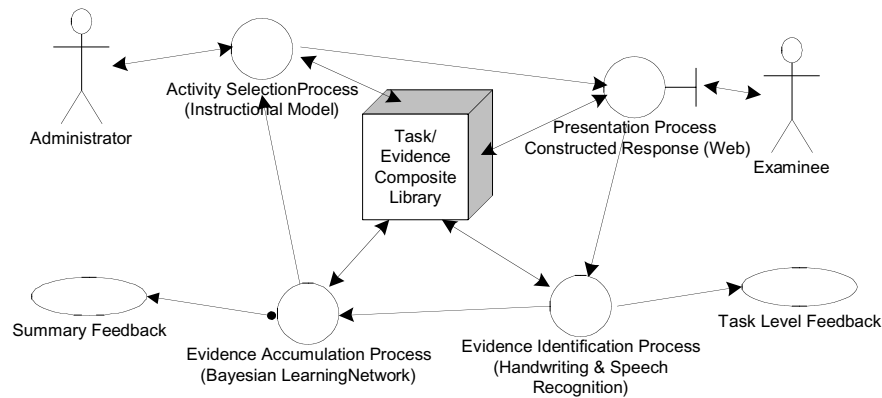 Activity SelectionProcess
(Instructional Model)
Administrator
Task/
Evidence
Composite
Library
Presentation Process
Constructed Response (Web)
Examinee
Summary Feedback
Evidence Accumulation Process
(Bayesian LearningNetwork)
Evidence Identification Process
(Handwriting & Speech
Recognition)
Task Level Feedback